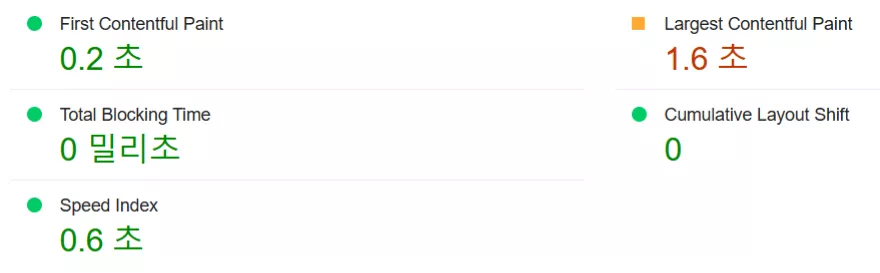 First Contentful Paint
0.2 초
Largest Contentful Paint
1.6 초
Total Blocking Time
0 밀리초
Cumulative Layout Shift
0
Speed Index
0.6 초